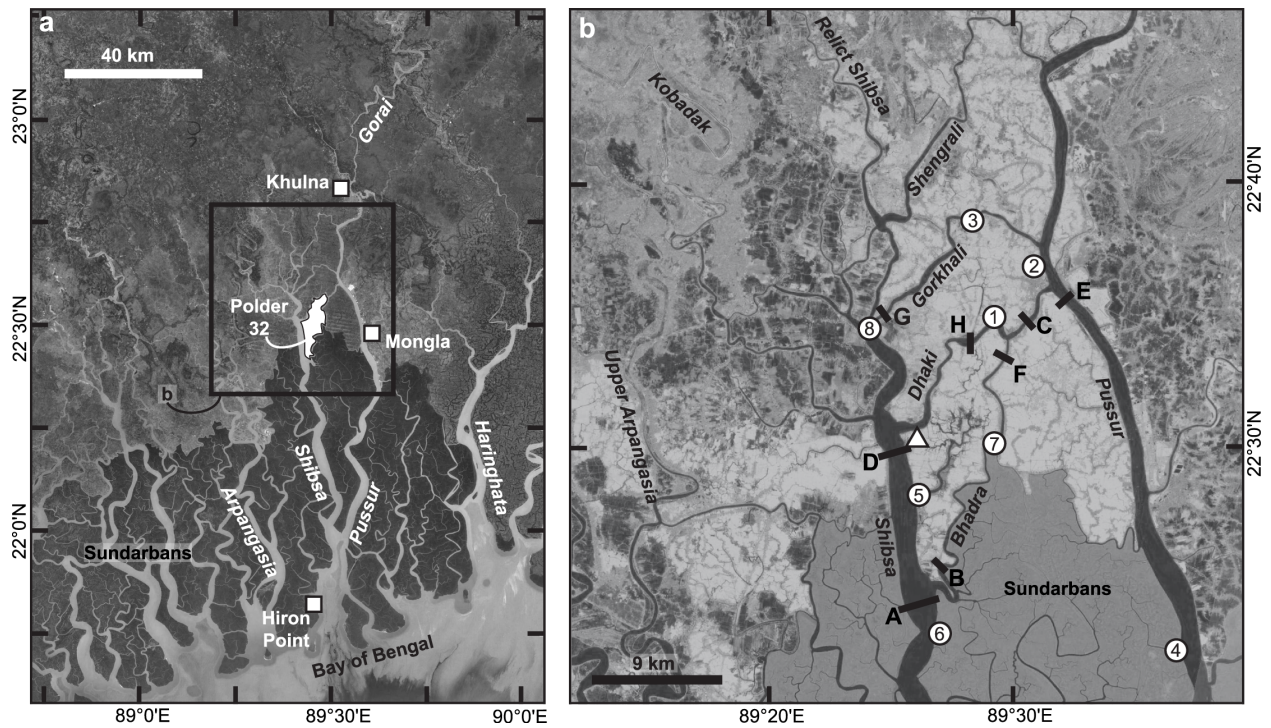 a
40 km
23°0'N
22°30'N
22°0'N
Gorai
Khulna
Polder
32
Mongla
b
Haringhata
Shibsa
Pussur
Arpangasia
Sundarbans
Hiron
Point
Bay of Bengal
89°0'E
89°30'E
90°0'E
b
Relict Shibsa
Kobadak
Shengrali
3
22°40'N
Gorkhali
2
E
G
8
1
H
C
F
Dhaki
Upper Arpangasia
Pussur
7
22°30'N
D
5
Bhadra
Shibsa
B
Sundarbans
A
6
4
9 km
89°20'E
89°30'E